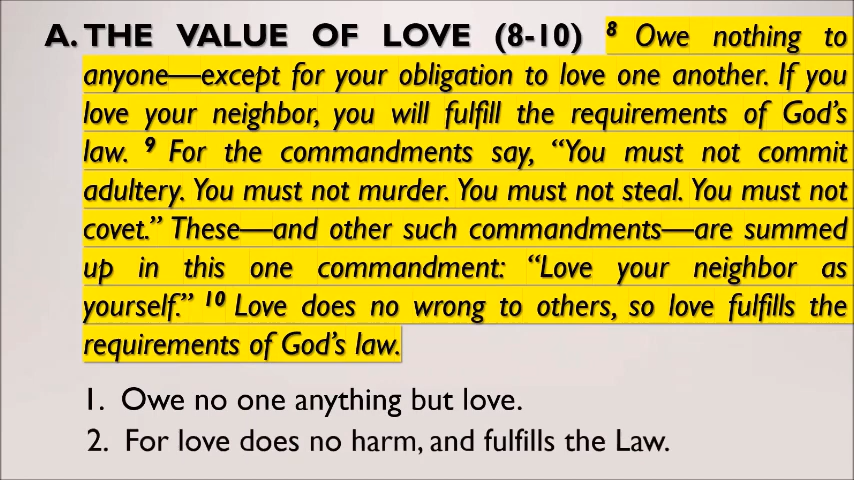 A. THE VALUE OF LOVE (8-10) 8 Owe nothing to
anyone—except for your obligation to love one another. If you
love your neighbor, you will fulfill the requirements of God’s
law. 9 For the commandments say, “You must not commit
adultery. You must not murder. You must not steal. You must not
covet.” These—and other such commandments—are summed
up in this one commandment: “Love your neighbor as
yourself.” 10 Love does no wrong to others, so love fulfills the
requirements of God’s law.
1. Owe no one anything but love.
2. For love does no harm, and fulfills the Law.